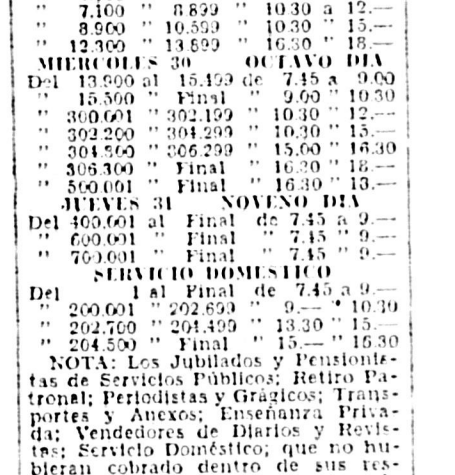 " 7.100 " 8.899 " 10.30 a 12.—
" 8.900 " 10.599 " 10.30 " 15.—
" 12.300 " 13.899 " 16.30 " 18.—
MIERCOLES 30 OCTAVO DIA
Del 13.900 al 15.499 de 7.45 a 9.00
" 15.500 " Final " 9.00 " 10.30
" 300.001 " 302.199 " 10.30 " 12.—
" 302.200 " 304.299 " 10.30 " 15.—
" 304.300 " 306.299 " 15.00 " 16.30
" 306.300 " Final " 16.30 " 18.—
" 500.001 " Final " 16.30 " 18.—
JUEVES 31 NOVENO DIA
Del 400.001 al Final de 7.45 a 9.—
" 600.001 " Final " 7.45 " 9.—
" 700.001 " Final " 7.45 " 9.—
SERVICIO DOMESTICO
Del 1 al Final de 7.45 a 9.—
" 200.001 " 202.699 " 9.— " 10.30
" 202.700 " 204.499 " 13.30 " 15.—
" 204.500 " Final " 15.— " 16.30
NOTA: Los Jubilados y Pensionis-
tas de Servicios Públicos; Retiro Pa-
tronal; Periodistas y Grágicos; Trans-
portes y Anexos; Enseñanza Priva-
da; Vendedores de Diarios y Revis-
tas; Servicio Doméstico; que no hu-
bieran cobrado dentro de sus res-